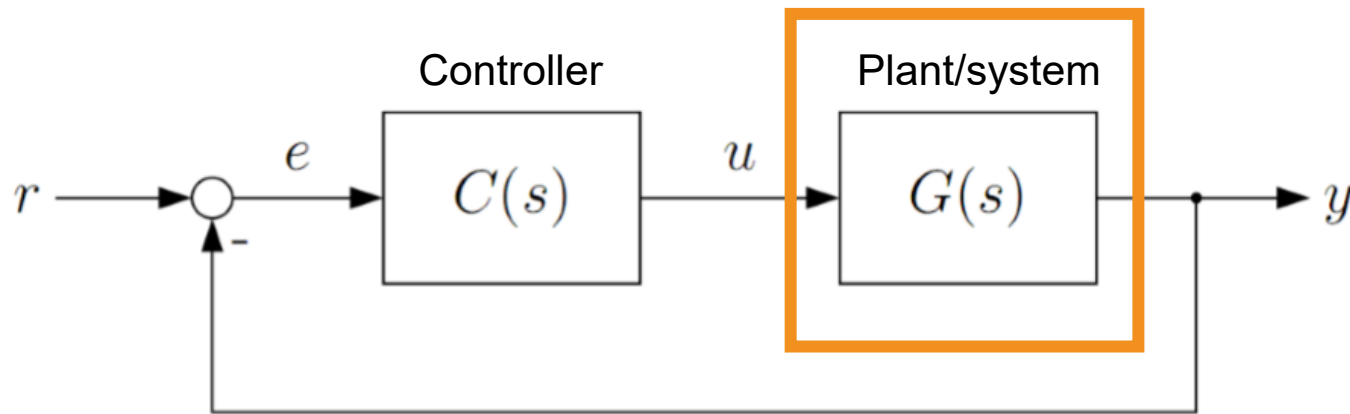 Controller
Plant/system
r
e
C(s)
u
G(s)
y
-